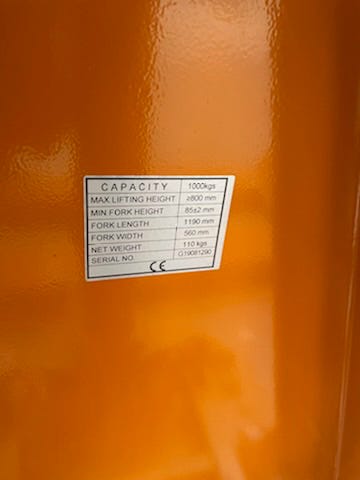 CAPACITY 1000kgs
MAX LIFTING HEIGHT ≥800 mm
MIN FORK HEIGHT 85±2 mm
FORK LENGTH 1190 mm
FORK WIDTH 560 mm
NET WEIGHT 110 kgs
SERIAL NO. G19081290
CE